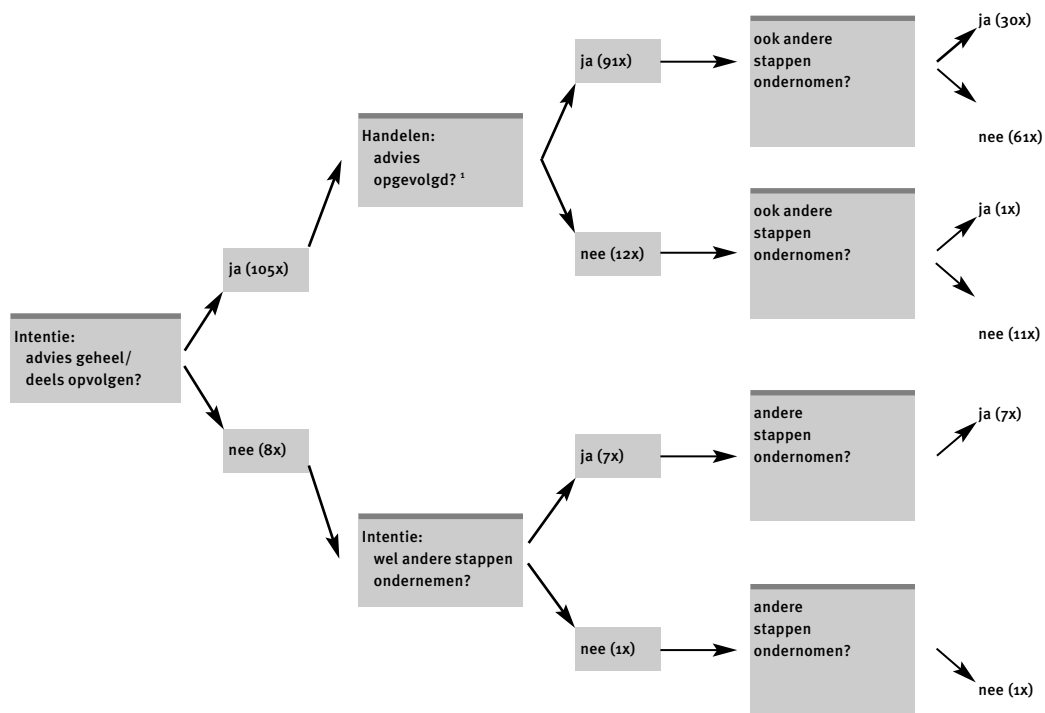 Intentie:
advies geheel/
deels opvolgen?
ja (105x)
nee (8x)
Handelen:
advies
opgevolgd? ¹
ja (91x)
nee (12x)
ook andere
stappen
ondernomen?
ja (30x)
nee (61x)
ook andere
stappen
ondernomen?
ja (1x)
nee (11x)
Intentie:
wel andere stappen
ondernemen?
ja (7x)
nee (1x)
andere
stappen
ondernomen?
ja (7x)
andere
stappen
ondernomen?
nee (1x)